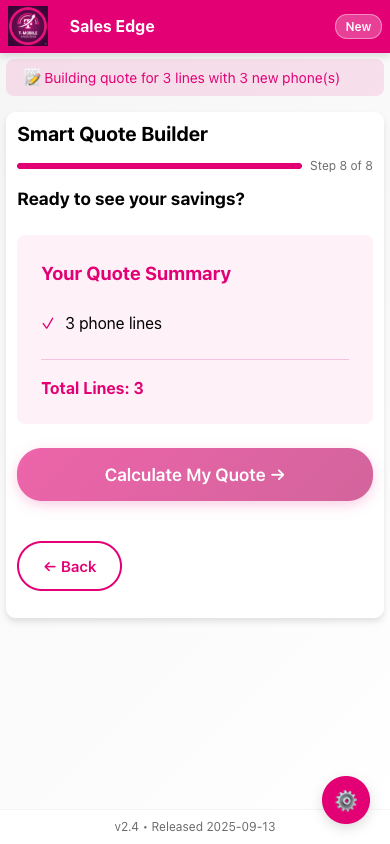 T-MOBILE
Sales Edge
New
📝 Building quote for 3 lines with 3 new phone(s)
Smart Quote Builder
Step 8 of 8
Ready to see your savings?
Your Quote Summary
✓ 3 phone lines
Total Lines: 3
Calculate My Quote →
← Back
v2.4 • Released 2025-09-13